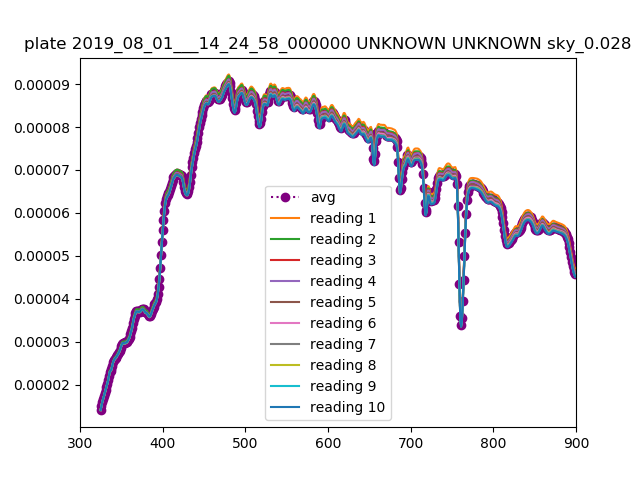 plate 2019_08_01___14_24_58_000000 UNKNOWN UNKNOWN sky_0.028
0.00009
0.00008
0.00007
0.00006
0.00005
0.00004
0.00003
0.00002
avg
reading 1
reading 2
reading 3
reading 4
reading 5
reading 6
reading 7
reading 8
reading 9
reading 10
300 400 500 600 700 800 900